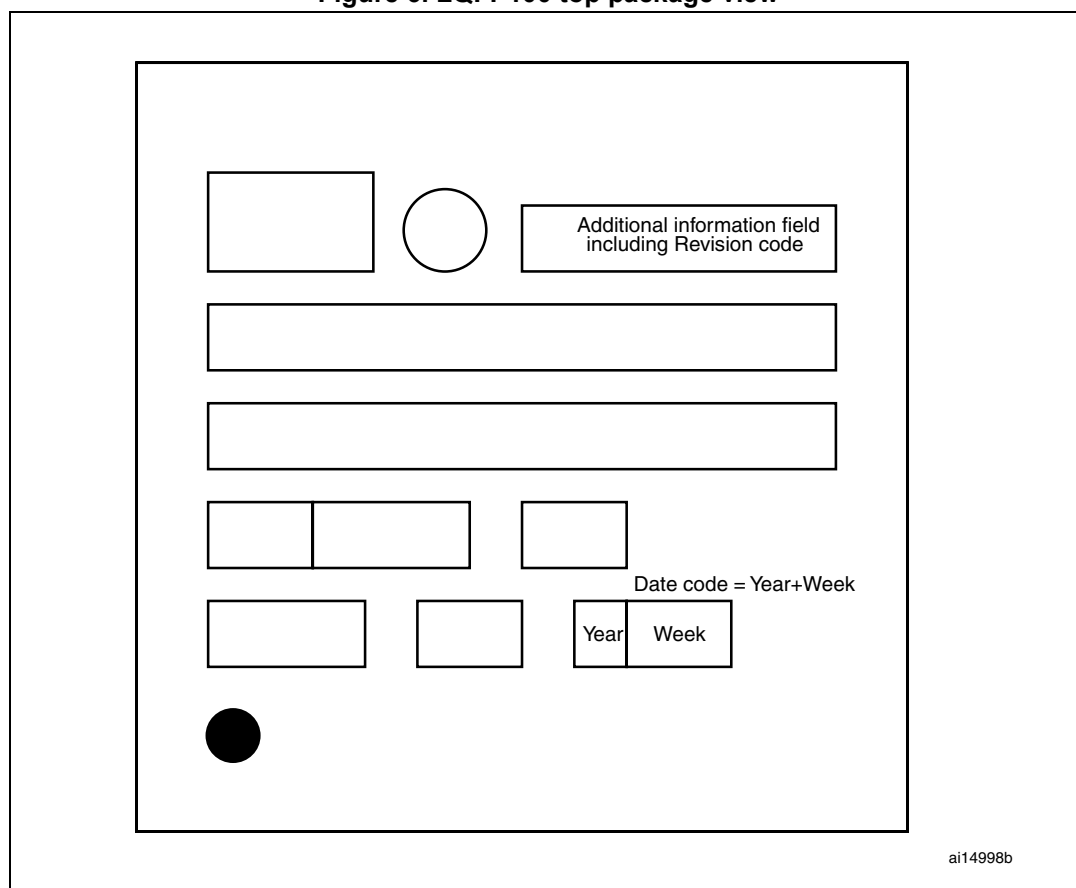 Additional information field
including Revision code
Date code = Year+Week
Year Week
ai14998b